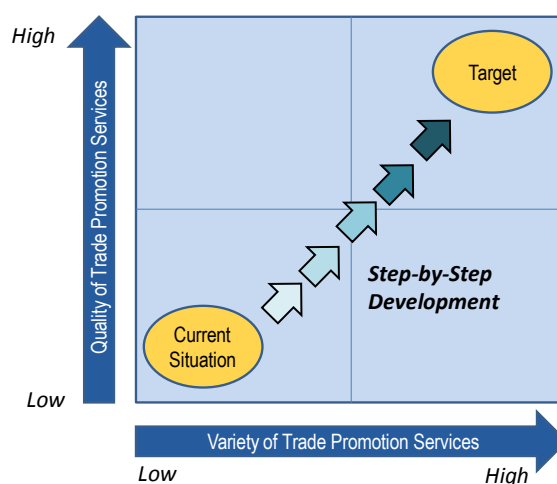 High
Quality of Trade Promotion Services
Target
Step-by-Step
Development
Current
Situation
Low
Variety of Trade Promotion Services
Low
High